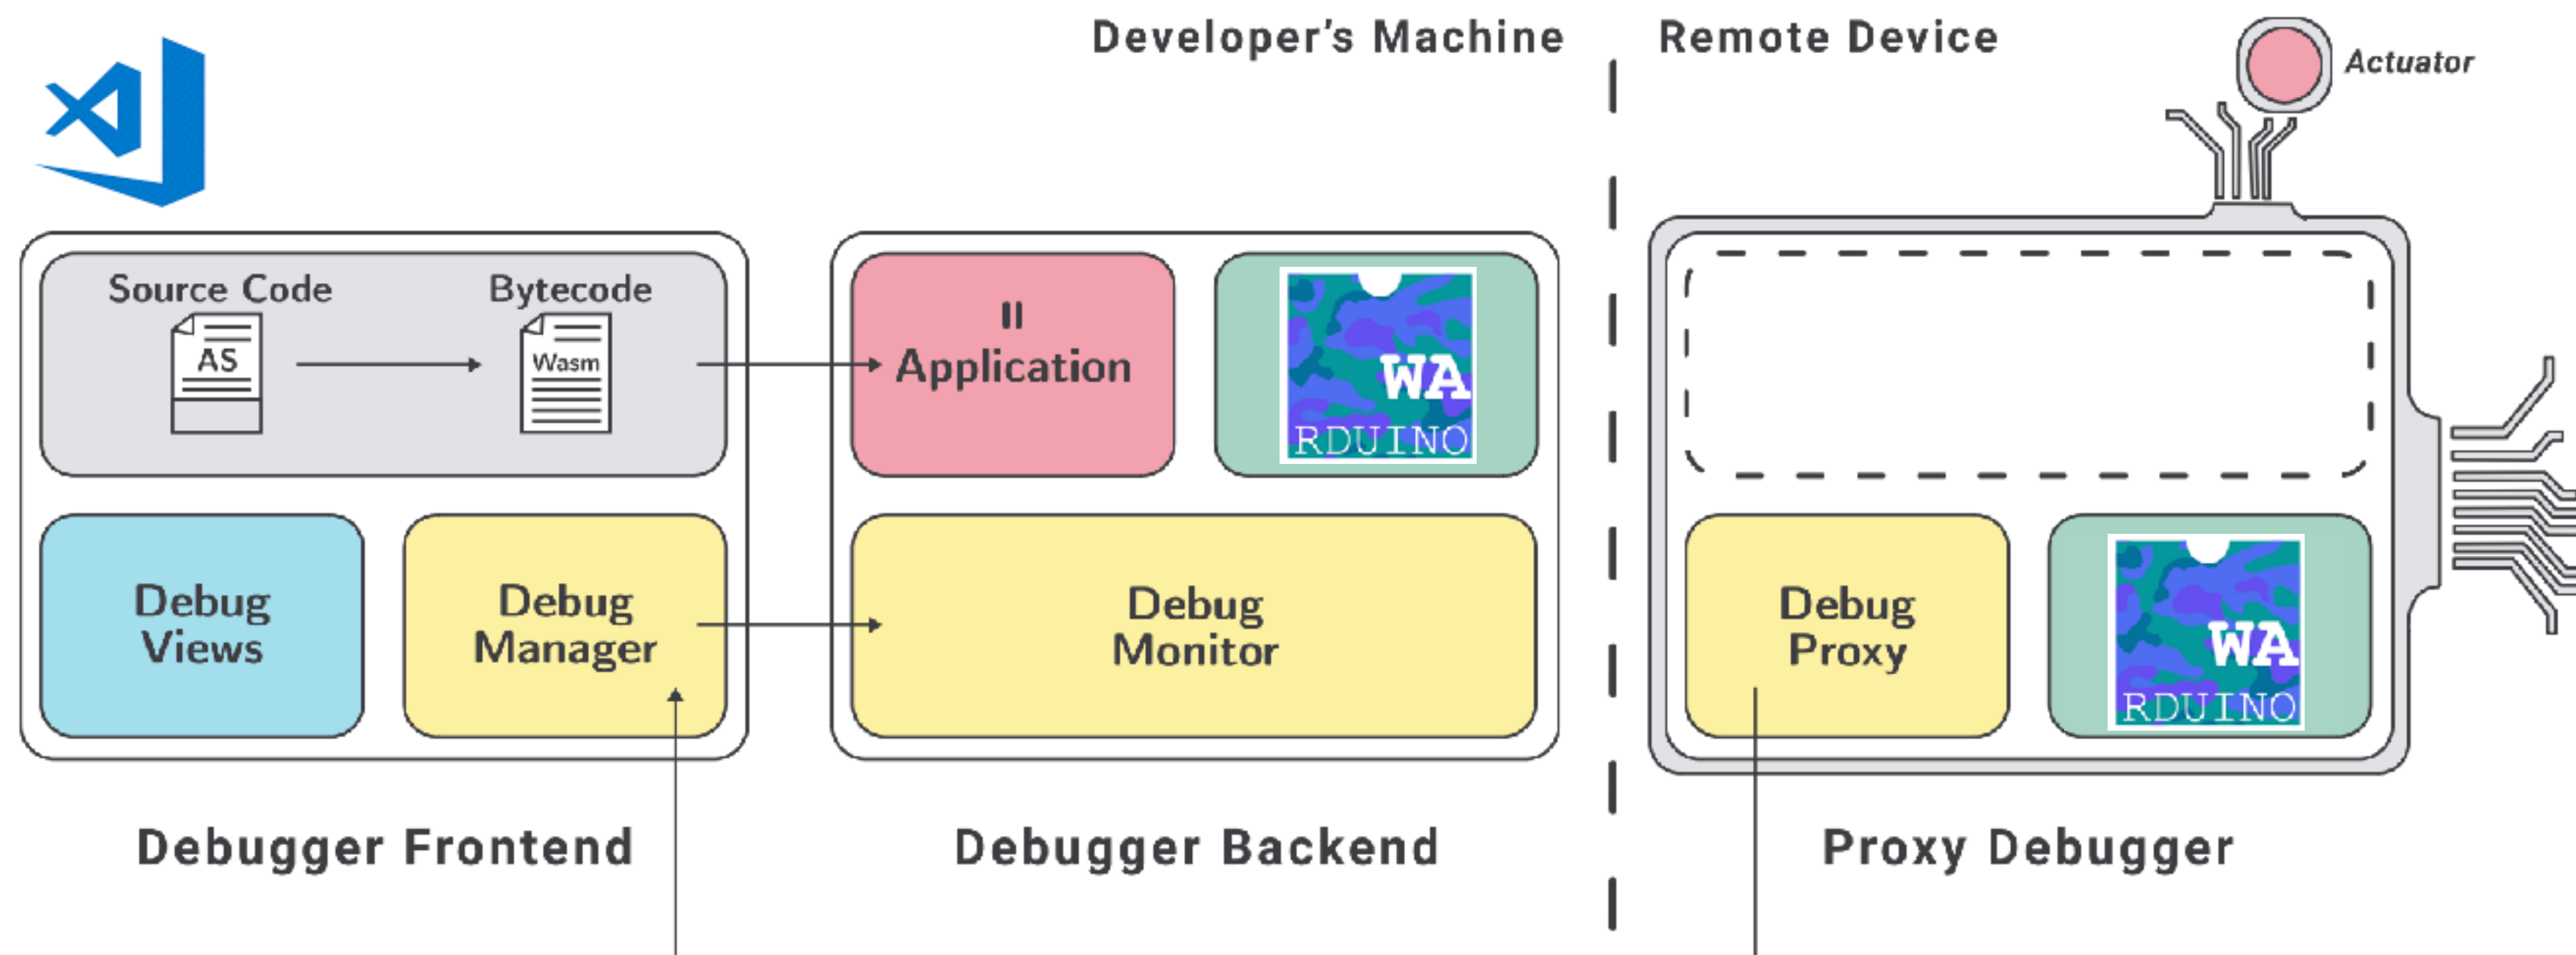 Developer's Machine
Remote Device
Actuator
Source Code
Bytecode
AS
Wasm
Application
WA
RDUINO
Debug
Views
Debug
Manager
Debug
Monitor
Debug
Proxy
WA
RDUINO
Debugger Frontend
Debugger Backend
Proxy Debugger